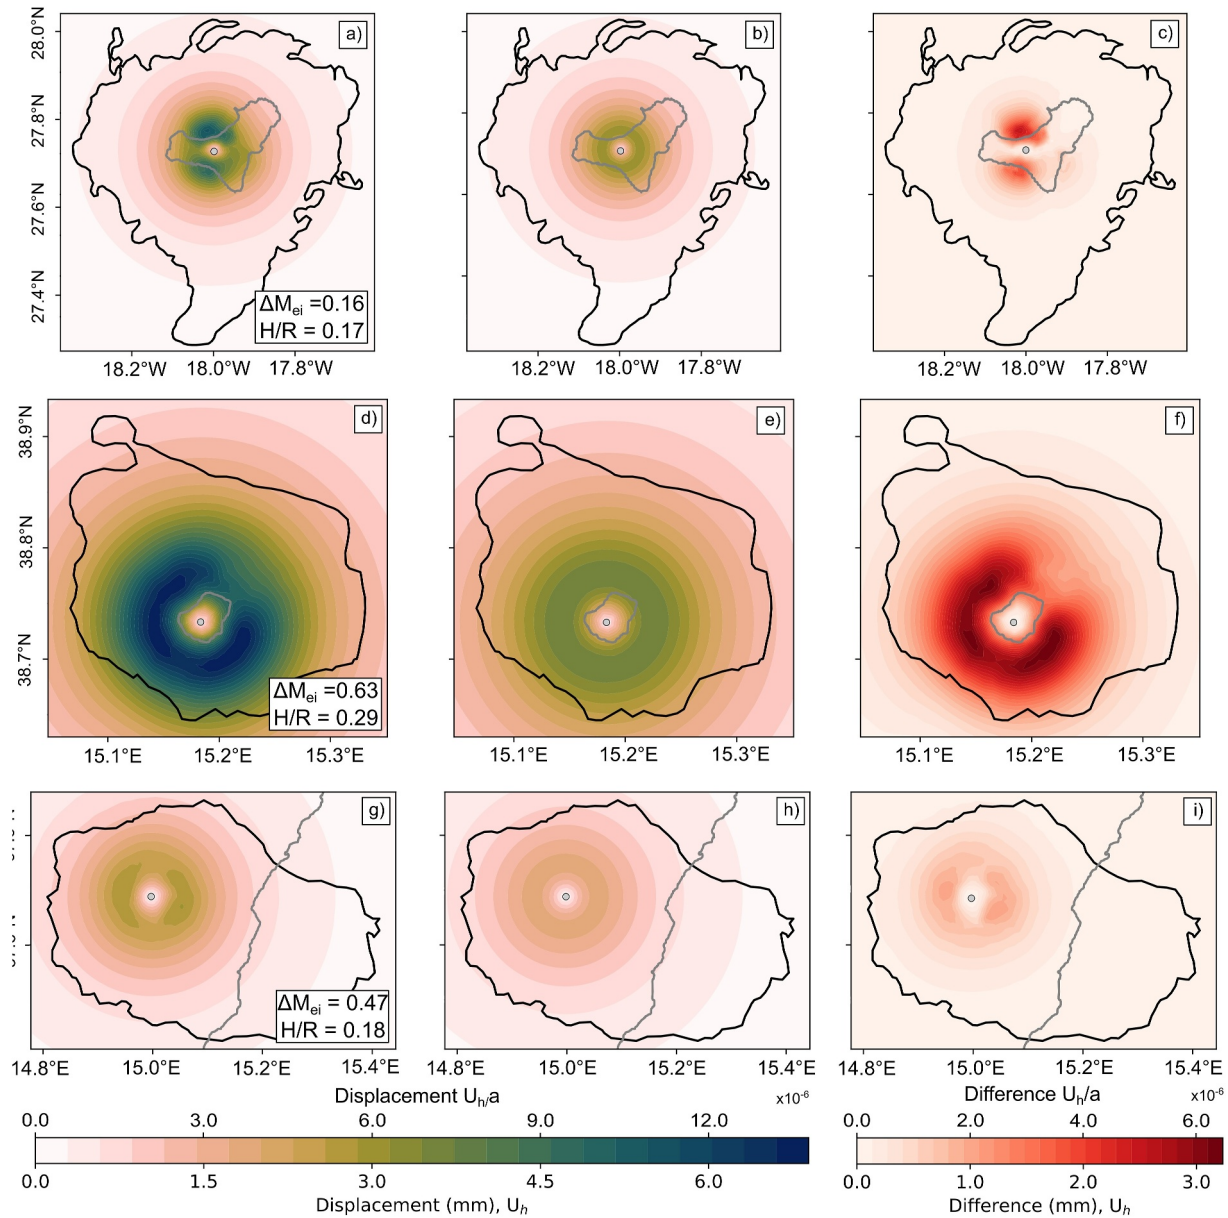 a)
b)
c)
28.0°N
27.8°N
27.6°N
27.4°N
ΔMei =0.16
H/R = 0.17
18.2°W 18.0°W 17.8°W
18.2°W 18.0°W 17.8°W
18.2°W 18.0°W 17.8°W
d)
e)
f)
38.9°N
38.8°N
38.7°N
ΔMei =0.63
H/R = 0.29
15.1°E 15.2°E 15.3°E
15.1°E 15.2°E 15.3°E
15.1°E 15.2°E 15.3°E
g)
h)
i)
ΔMei = 0.47
H/R = 0.18
14.8°E 15.0°E 15.2°E 15.4°E
14.8°E 15.0°E 15.2°E 15.4°E
14.8°E 15.0°E 15.2°E 15.4°E
Displacement Uh/a x10-6
0.0 3.0 6.0 9.0 12.0
0.0 1.5 3.0 4.5 6.0
Displacement (mm), Uh
Difference Uh/a x10-6
0.0 2.0 4.0 6.0
0.0 1.0 2.0 3.0
Difference (mm), Uh